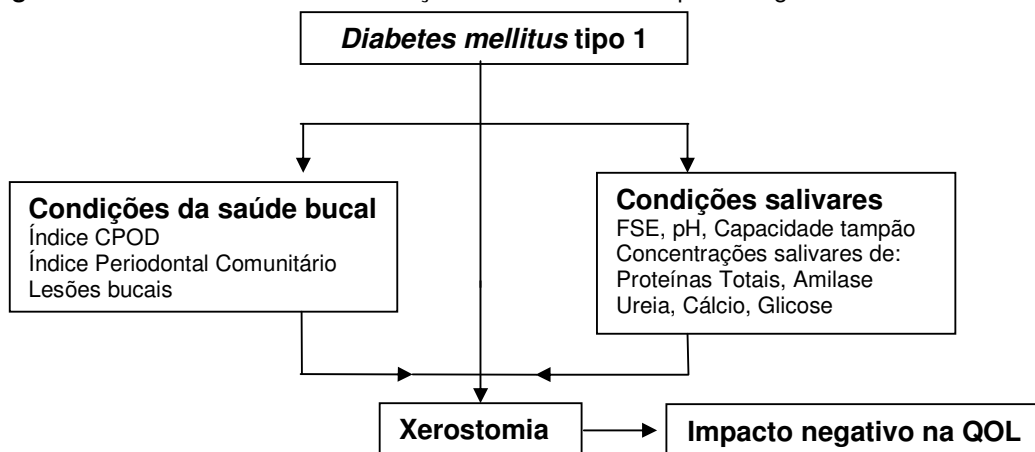 Diabetes mellitus tipo 1
Condições da saúde bucal
Índice CPOD
Índice Periodontal Comunitário
Lesões bucais
Condições salivares
FSE, pH, Capacidade tampão
Concentrações salivares de:
Proteínas Totais, Amilase
Ureia, Cálcio, Glicose
Xerostomia
Impacto negativo na QOL